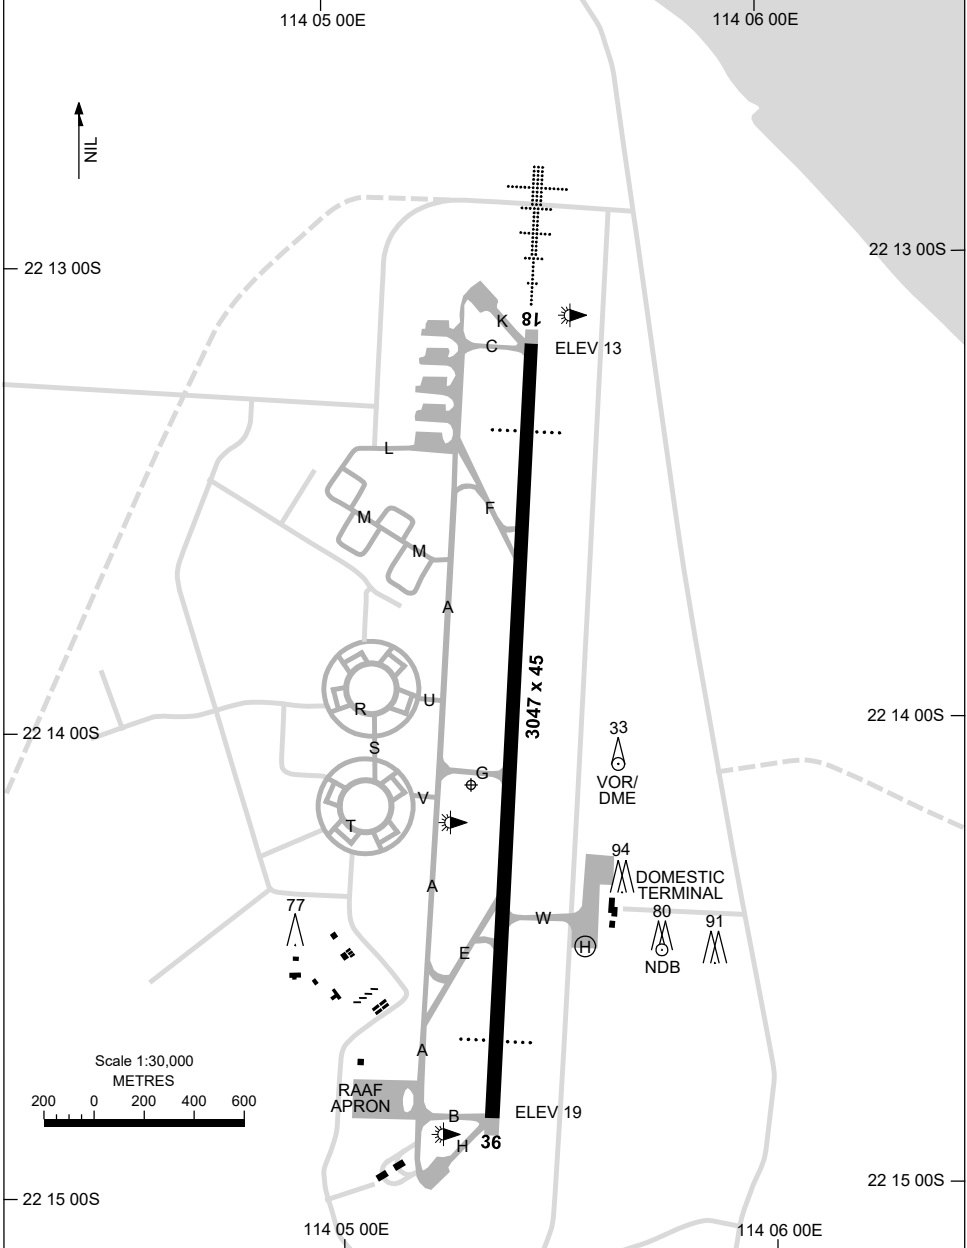 114 05 00E
114 06 00E
NIL
22 13 00S
22 13 00S
18
K
C
ELEV 13
L
F
M
M
A
3047 x 45
R
U
S
22 14 00S
22 14 00S
33
VOR/
DME
G
V
T
A
94
DOMESTIC
TERMINAL
77
W
80
91
E
H
NDB
A
Scale 1:30,000
METRES
200 0 200 400 600
RAAF
APRON
B
ELEV 19
H
36
22 15 00S
22 15 00S
114 05 00E
114 06 00E